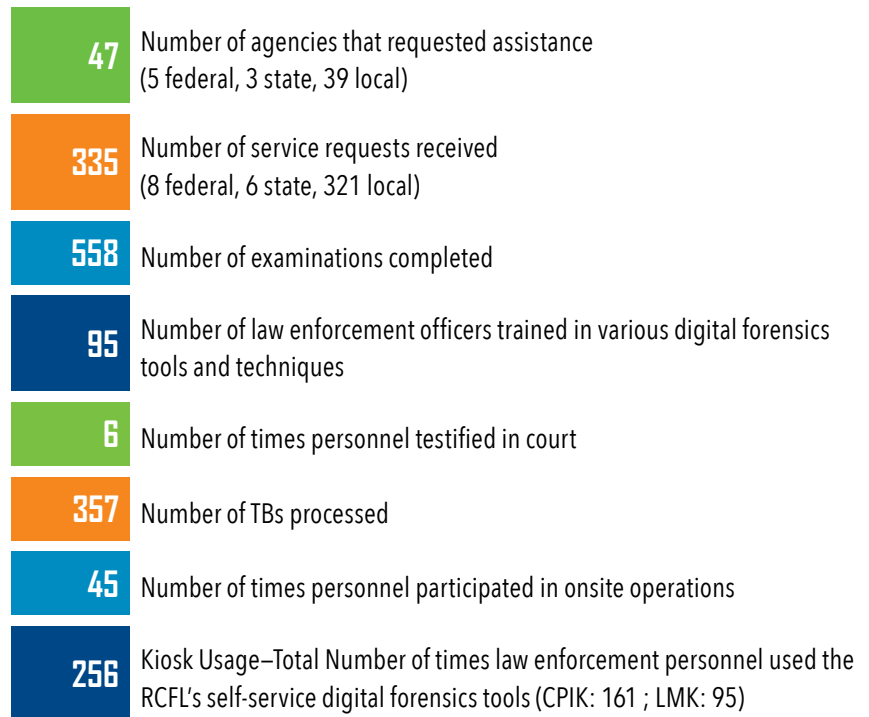 47
Number of agencies that requested assistance
(5 federal, 3 state, 39 local)
335
Number of service requests received
(8 federal, 6 state, 321 local)
558
Number of examinations completed
95
Number of law enforcement officers trained in various digital forensics
tools and techniques
6
Number of times personnel testified in court
357
Number of TBs processed
45
Number of times personnel participated in onsite operations
256
Kiosk Usage—Total Number of times law enforcement personnel used the
RCFL's self-service digital forensics tools (CPIK: 161 ; LMK: 95)